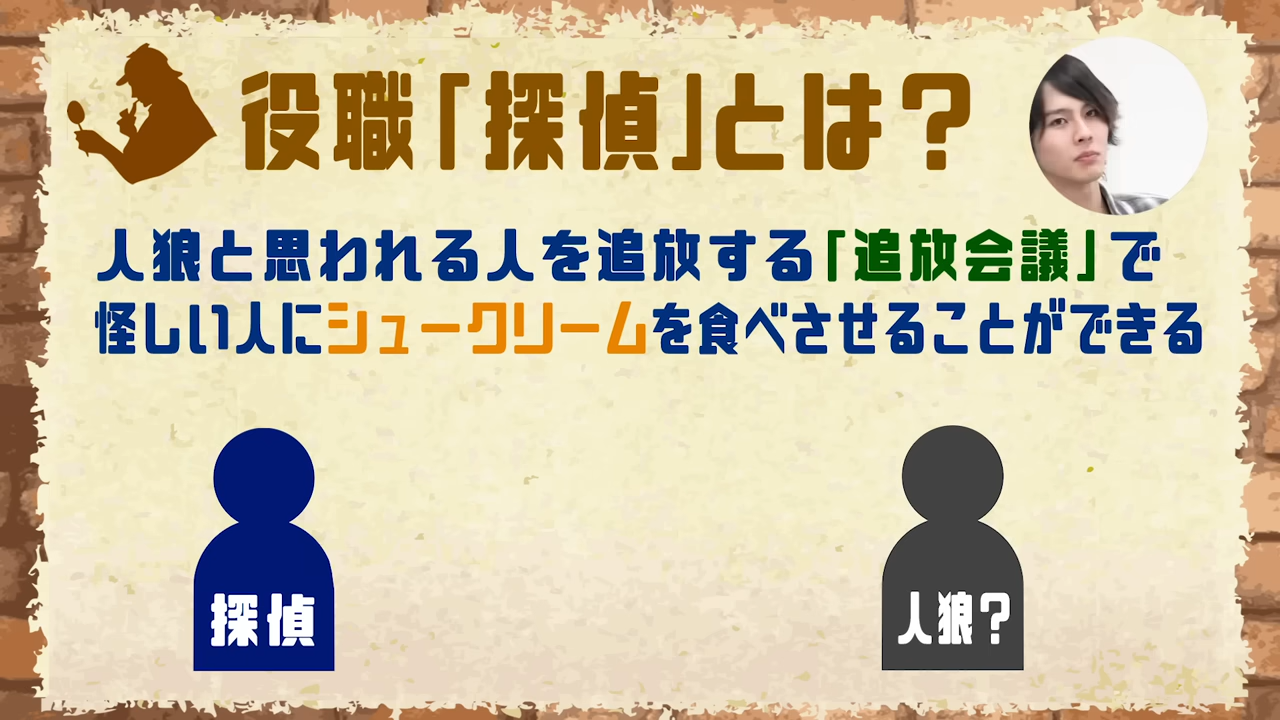 役職「探偵」とは？
人狼と思われる人を追放する「追放会議」で
怪しい人にシュークリームを食べさせることができる
探偵
人狼？